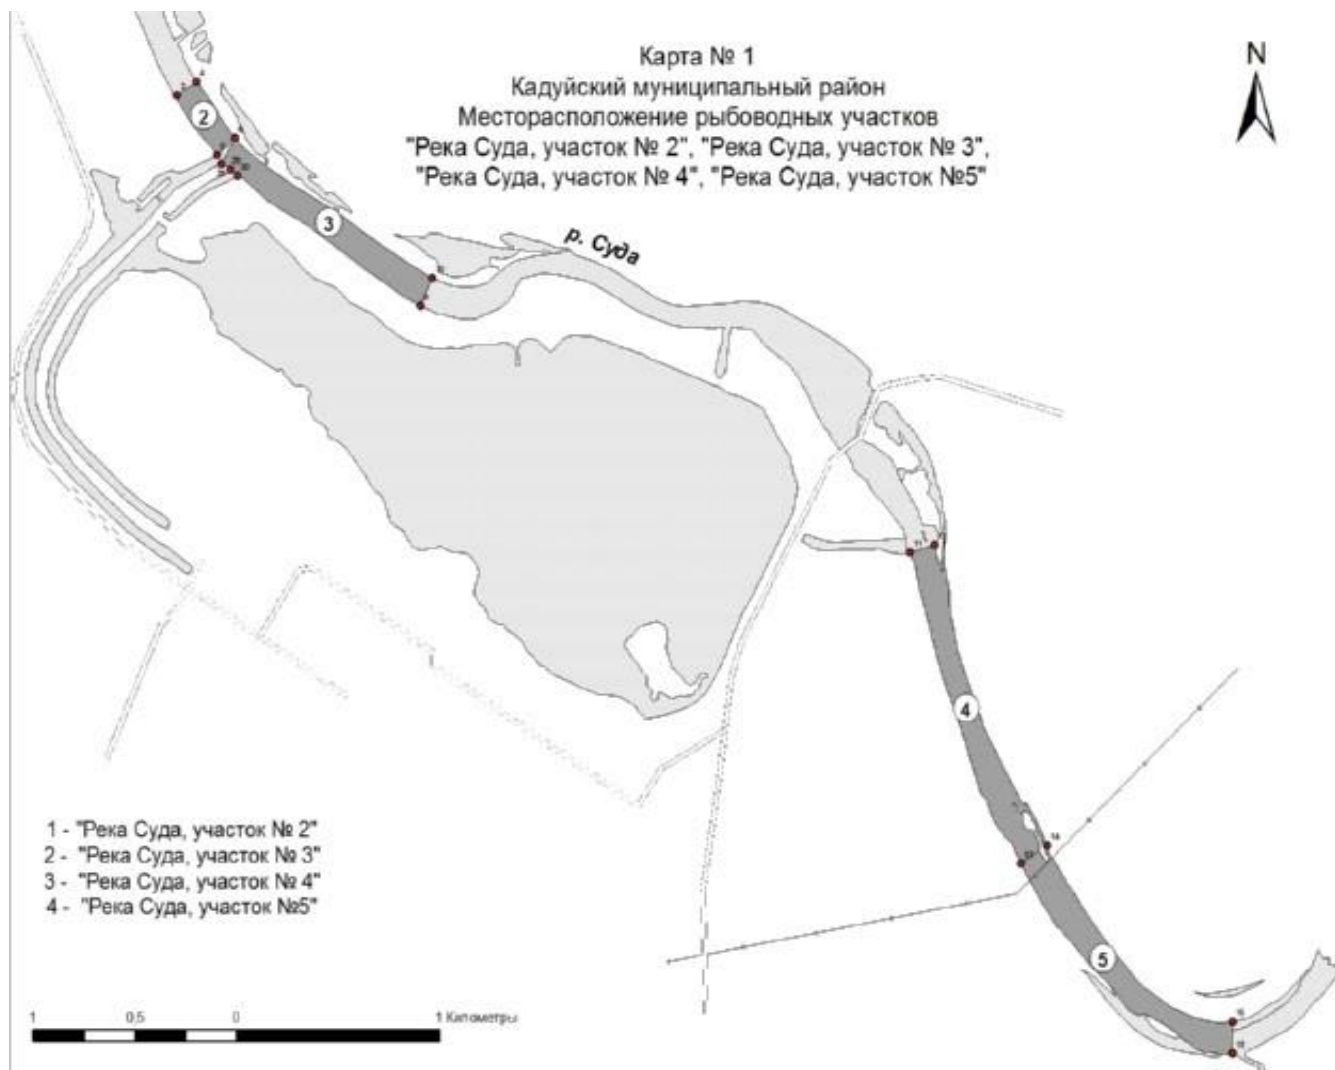 Карта № 1
Кадуйский муниципальный район
Месторасположение рыбоводных участков
"Река Суда, участок № 2", "Река Суда, участок № 3",
"Река Суда, участок № 4", "Река Суда, участок №5"
N
2
3
р. Суда
4
14
5
1 - "Река Суда, участок № 2"
2 - "Река Суда, участок № 3"
3 - "Река Суда, участок № 4"
4 - "Река Суда, участок №5"
1 0,5 0 1 Километры